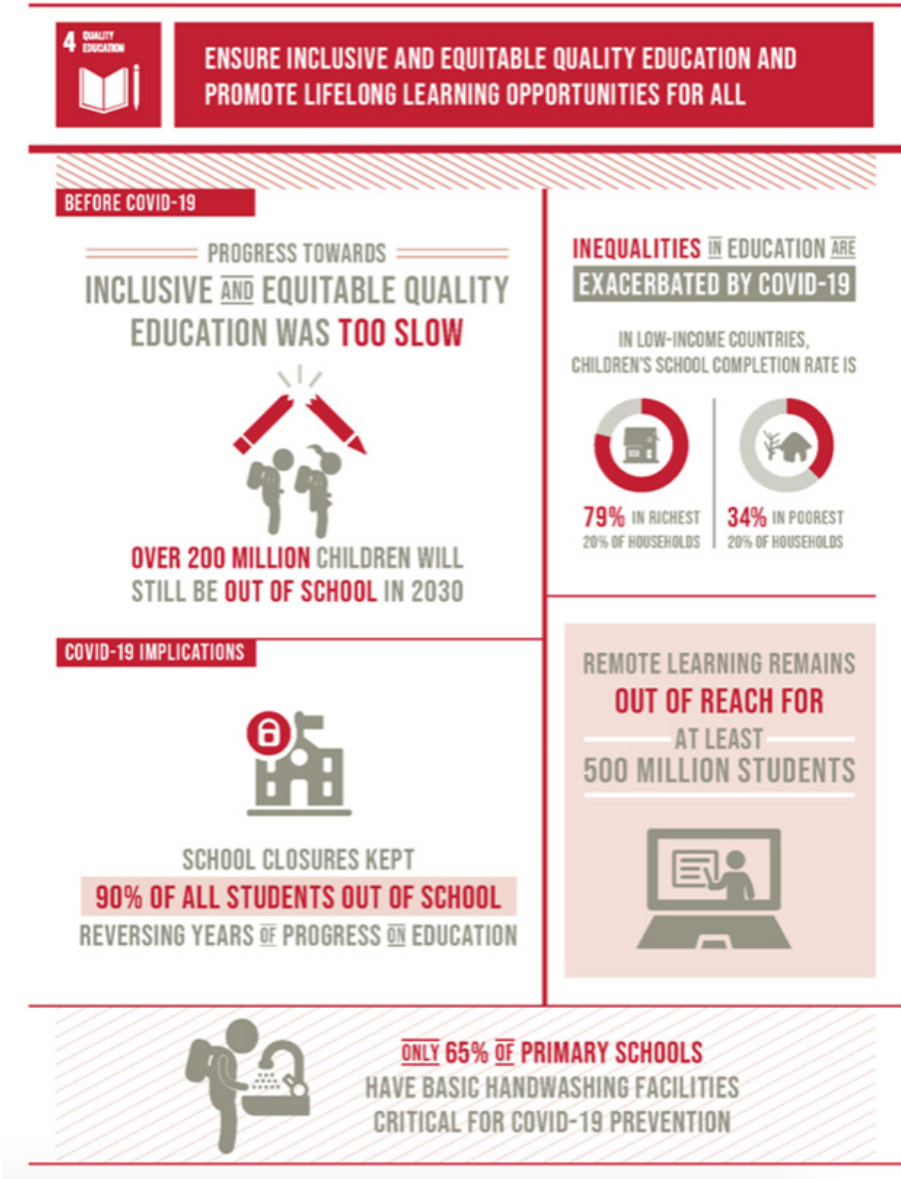 4 QUALITY
EDUCATION
ENSURE INCLUSIVE AND EQUITABLE QUALITY EDUCATION AND
PROMOTE LIFELONG LEARNING OPPORTUNITIES FOR ALL
BEFORE COVID-19
PROGRESS TOWARDS
INCLUSIVE AND EQUITABLE QUALITY
EDUCATION WAS TOO SLOW
OVER 200 MILLION CHILDREN WILL
STILL BE OUT OF SCHOOL IN 2030
INEQUALITIES IN EDUCATION ARE
EXACERBATED BY COVID-19
IN LOW-INCOME COUNTRIES,
CHILDREN'S SCHOOL COMPLETION RATE IS
79% IN RICHEST
20% OF HOUSEHOLDS
34% IN POOREST
20% OF HOUSEHOLDS
COVID-19 IMPLICATIONS
SCHOOL CLOSURES KEPT
90% OF ALL STUDENTS OUT OF SCHOOL
REVERSING YEARS OF PROGRESS ON EDUCATION
REMOTE LEARNING REMAINS
OUT OF REACH FOR
AT LEAST
500 MILLION STUDENTS
ONLY 65% OF PRIMARY SCHOOLS
HAVE BASIC HANDWASHING FACILITIES
CRITICAL FOR COVID-19 PREVENTION